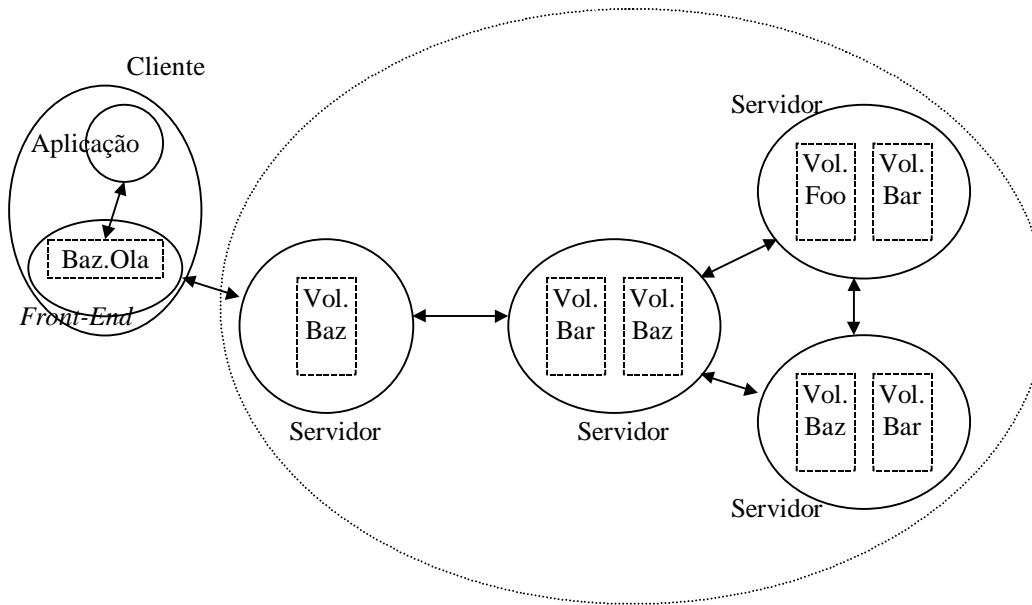 Cliente
Aplicação
Baz.Ola
Front-End
Vol.
Baz
Servidor
Vol.
Bar
Vol.
Baz
Servidor
Servidor
Vol.
Foo
Vol.
Bar
Vol.
Baz
Vol.
Bar
Servidor